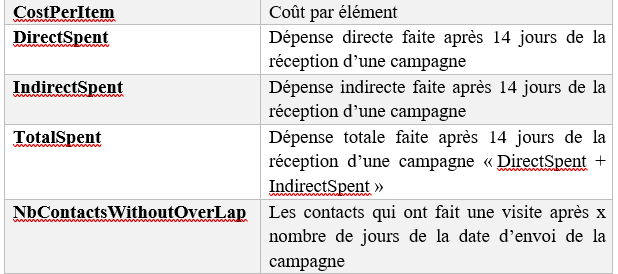 CostPerItem Coût par élément
DirectSpent Dépense directe faite après 14 jours de la
réception d’une campagne
IndirectSpent Dépense indirecte faite après 14 jours de la
réception d’une campagne
TotalSpent Dépense totale faite après 14 jours de la
réception d’une campagne « DirectSpent +
IndirectSpent »
NbContactsWithoutOverLap Les contacts qui ont fait une visite après x
nombre de jours de la date d’envoi de la
campagne